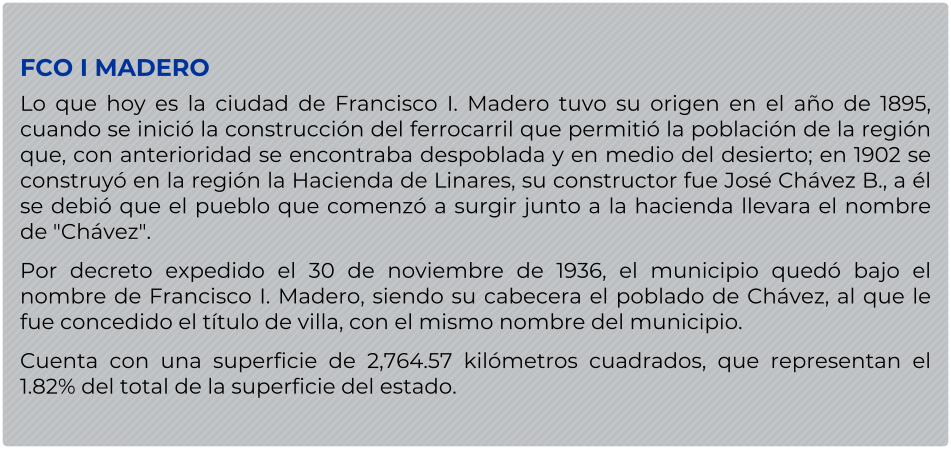 FCO I MADERO
Lo que hoy es la ciudad de Francisco I. Madero tuvo su origen en el año de 1895,
cuando se inició la construcción del ferrocarril que permitió la población de la región
que, con anterioridad se encontraba despoblada y en medio del desierto; en 1902 se
construyó en la región la Hacienda de Linares, su constructor fue José Chávez B., a él
se debió que el pueblo que comenzó a surgir junto a la hacienda llevara el nombre
de "Chávez".
Por decreto expedido el 30 de noviembre de 1936, el municipio quedó bajo el
nombre de Francisco I. Madero, siendo su cabecera el poblado de Chávez, al que le
fue concedido el título de villa, con el mismo nombre del municipio.
Cuenta con una superficie de 2,764.57 kilómetros cuadrados, que representan el
1.82% del total de la superficie del estado.